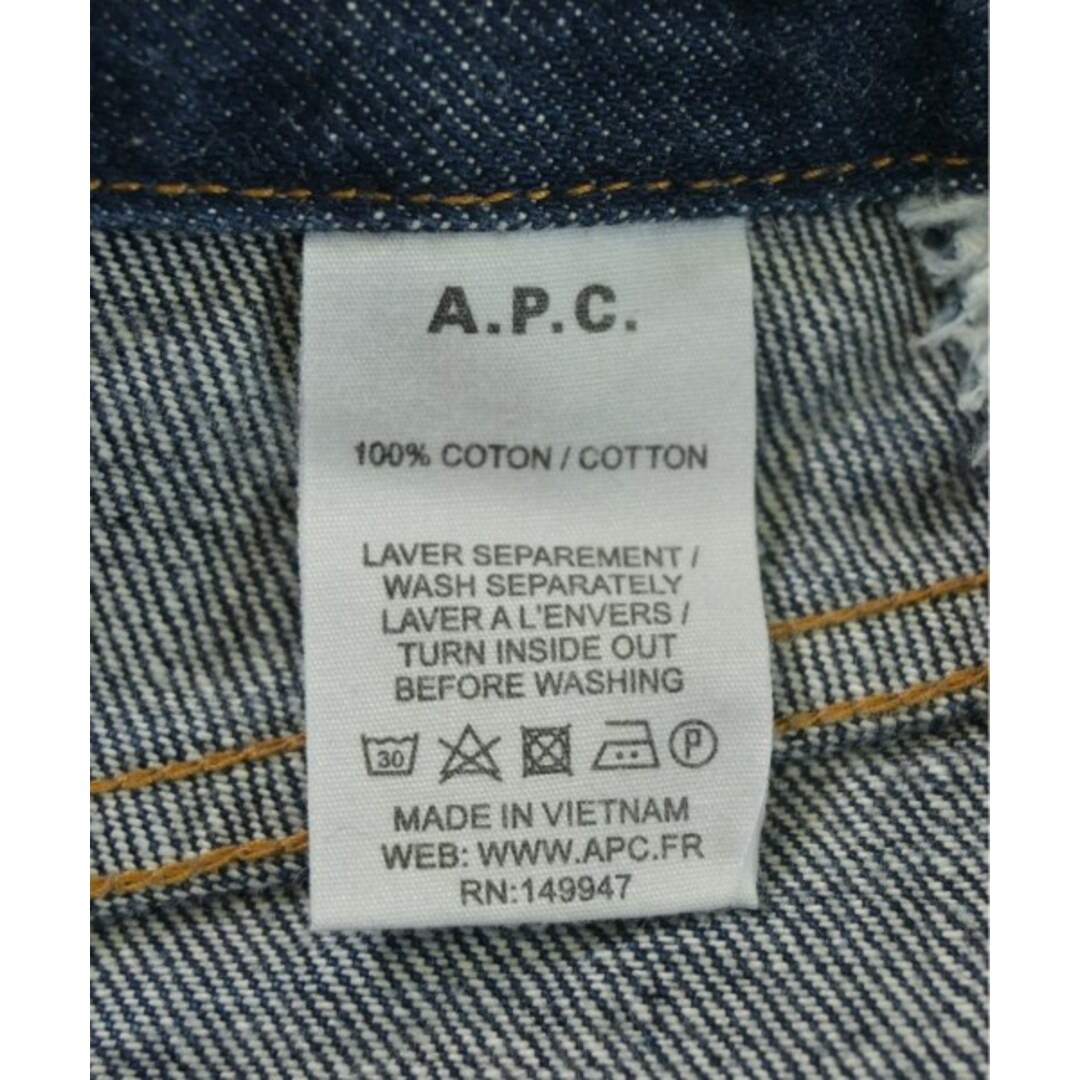 A.P.C.
100% COTON / COTTON
LAVER SEPAREMENT /
WASH SEPARATELY
LAVER A L'ENVERS /
TURN INSIDE OUT
BEFORE WASHING
30 P
MADE IN VIETNAM
WEB: WWW.APC.FR
RN:149947